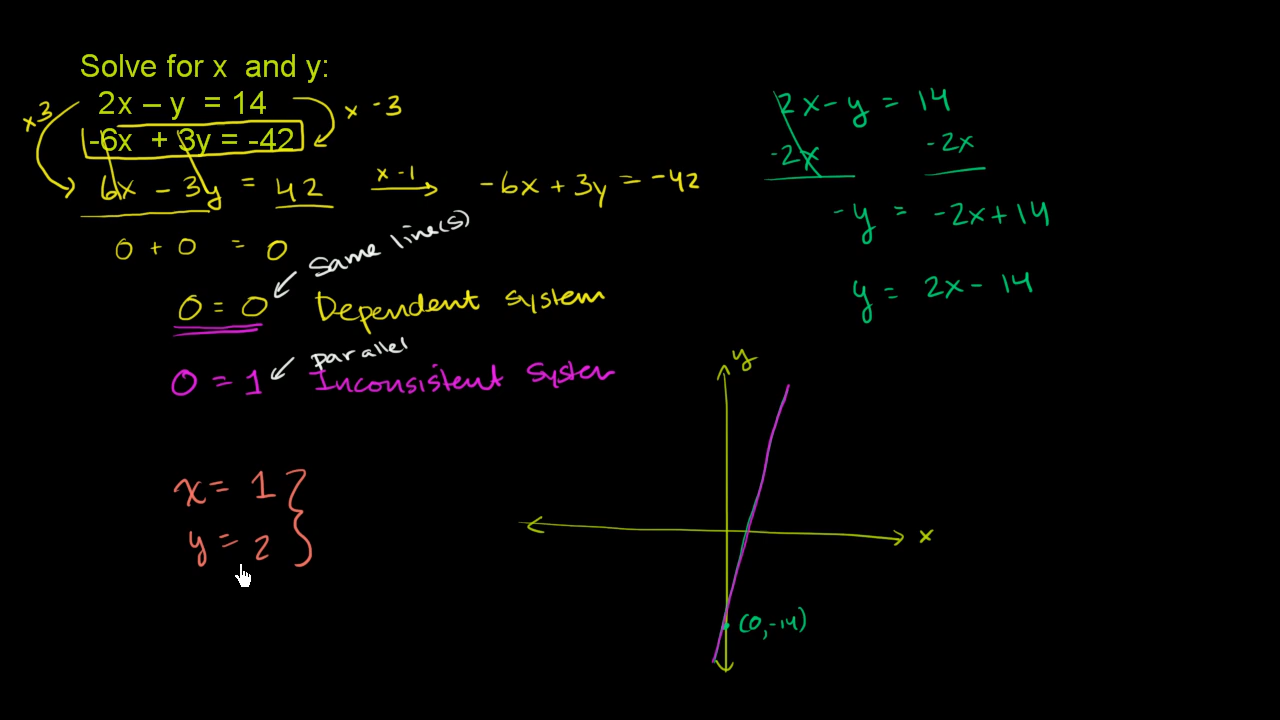 Solve for x and y:
2x – y = 14
x3
x -3
-6x + 3y = -42
6x - 3y = 42
x -1
-6x + 3y = -42
0 + 0 = 0
same line(s)
0 = 0 Dependent system
parallel
0 = 1 Inconsistent system
x = 1
y = 2
2x - y = 14
-2x -2x
-y = -2x + 14
y = 2x - 14
y
x
(0, -14)